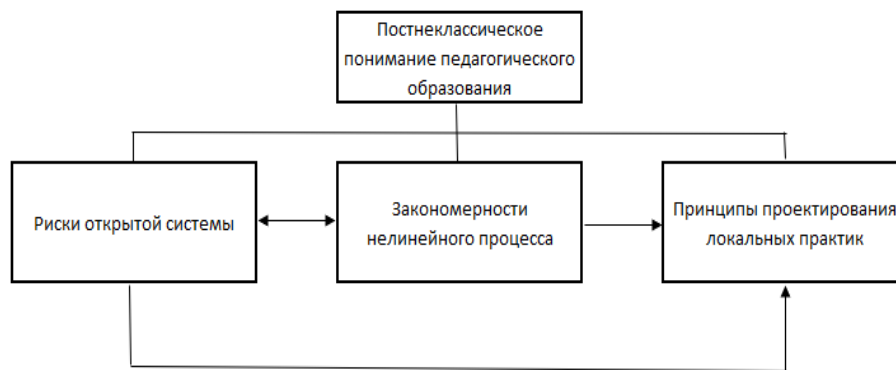 Постнеклассическое
понимание педагогического
образования
Риски открытой системы
Закономерности
нелинейного процесса
Принципы проектирования
локальных практик